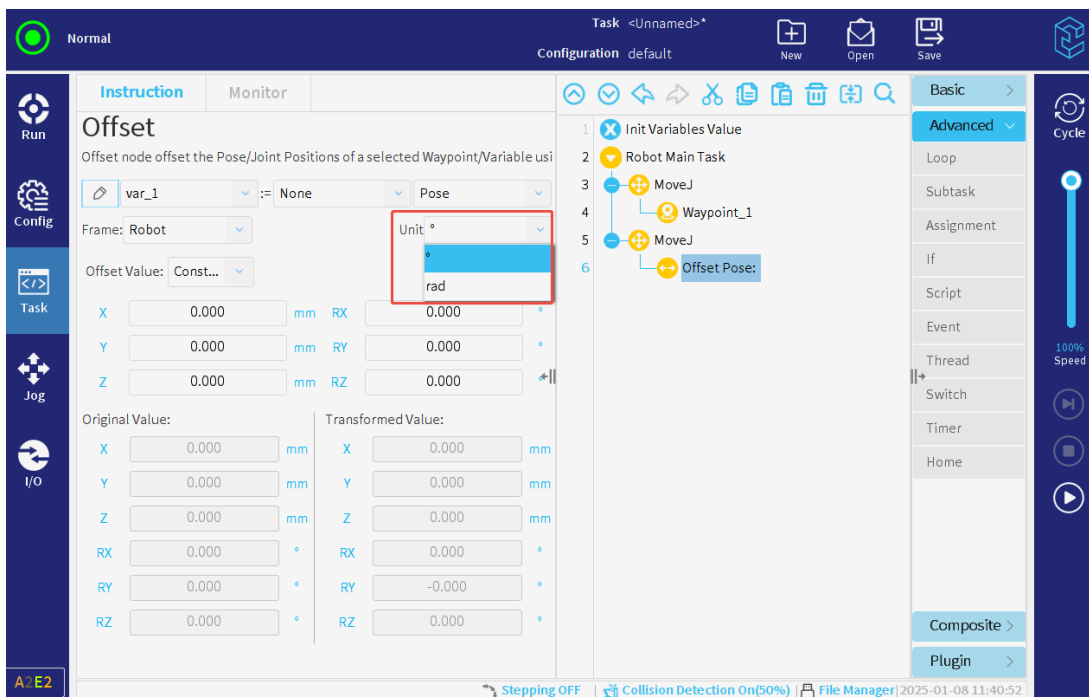 Normal
Task <Unnamed>*
Configuration default
New
Open
Save
Run
Config
Task
Jog
I/O
A2E2
Instruction
Monitor
Offset
Offset node offset the Pose/Joint Positions of a selected Waypoint/Variable usi
var_1 := None Pose
Frame: Robot Unit °
°
rad
Offset Value: Const...
X 0.000 mm RX 0.000 °
Y 0.000 mm RY 0.000 °
Z 0.000 mm RZ 0.000 °
Original Value: Transformed Value:
X 0.000 mm X 0.000 mm
Y 0.000 mm Y 0.000 mm
Z 0.000 mm Z 0.000 mm
RX 0.000 ° RX 0.000 °
RY 0.000 ° RY -0.000 °
RZ 0.000 ° RZ 0.000 °
1 Init Variables Value
2 Robot Main Task
3 MoveJ
4 Waypoint_1
5 MoveJ
6 Offset Pose:
Basic
Advanced
Loop
Subtask
Assignment
If
Script
Event
Thread
Switch
Timer
Home
Composite
Plugin
Cycle
100%
Speed
Stepping OFF | Collision Detection On(50%) | File Manager | 2025-01-08 11:40:52